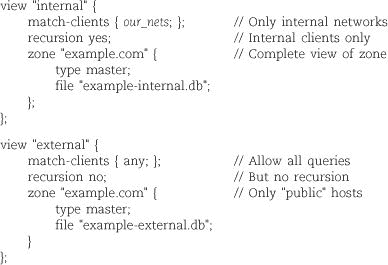 view "internal" {
match-clients { our_nets; }; // Only internal networks
recursion yes; // Internal clients only
zone "example.com" { // Complete view of zone
type master;
file "example-internal.db";
};
};
view "external" {
match-clients { any; }; // Allow all queries
recursion no; // But no recursion
zone "example.com" { // Only "public" hosts
type master;
file "example-external.db";
}
};